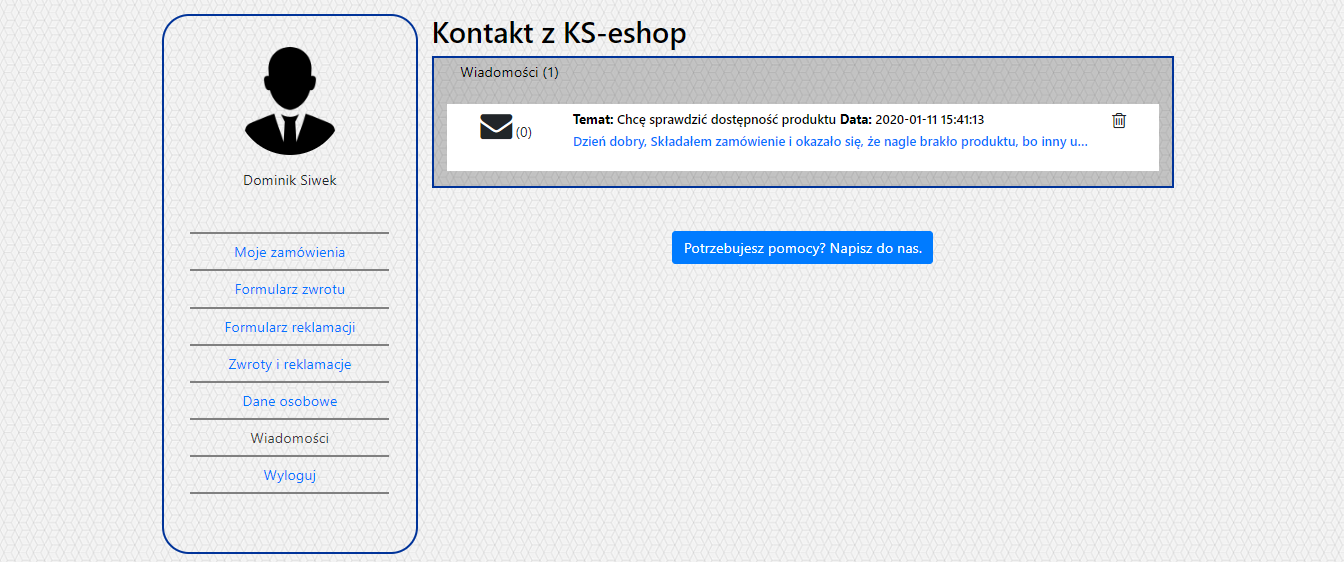 Kontakt z KS-eshop
Wiadomości (1)
(0)
Temat: Chcę sprawdzić dostępność produktu Data: 2020-01-11 15:41:13
Dzień dobry, Składałem zamówienie i okazało się, że nagle brakło produktu, bo inny u...
Potrzebujesz pomocy? Napisz do nas.
Dominik Siwek
Moje zamówienia
Formularz zwrotu
Formularz reklamacji
Zwroty i reklamacje
Dane osobowe
Wiadomości
Wyloguj